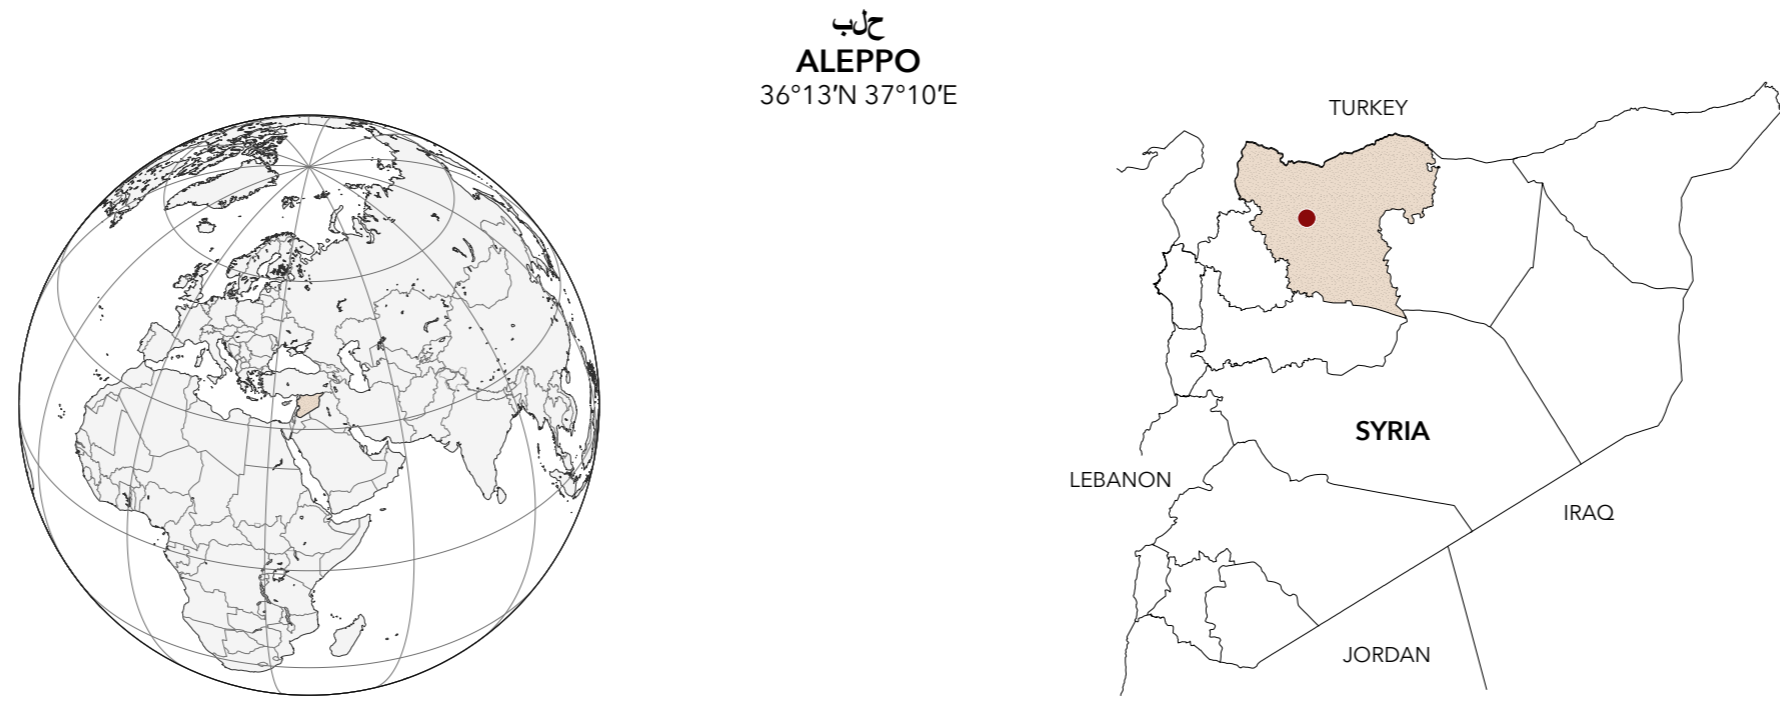 حلب
ALEPPO
36°13′N 37°10′E
TURKEY
SYRIA
LEBANON
IRAQ
JORDAN